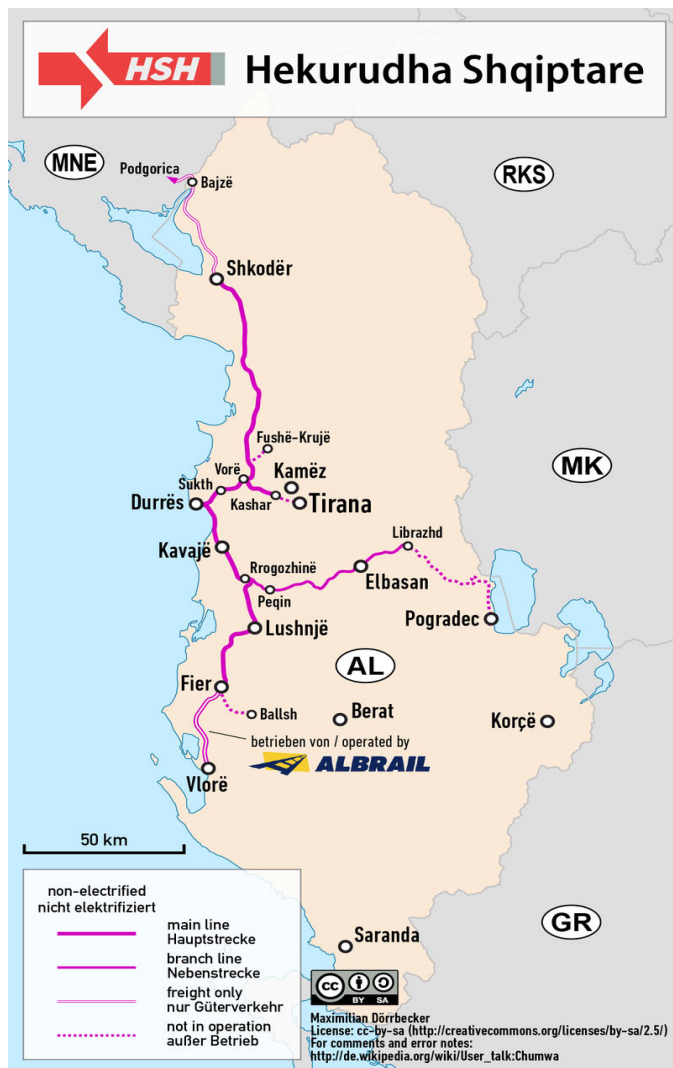 HSH Hekurudha Shqiptare
MNE
RKS
Podgorica
Bajzë
Shkodër
Fushë-Krujë
MK
Vorë
Kamëz
Sukth
Durrës
Kashar
Tirana
Librazhd
Kavajë
Rrogozhinë
Elbasan
Peqin
Pogradec
Lushnjë
AL
Fier
Ballsh
Berat
Korçë
betrieben von / operated by
ALBRAIL
Vlorë
50 km
non-electrified
nicht elektrifiziert
main line
Hauptstrecke
branch line
Nebenstrecke
freight only
nur Güterverkehr
not in operation
außer Betrieb
GR
Saranda
cc BY SA
Maximilian Dörrbecker
License: cc-by-sa (http://creativecommons.org/licenses/by-sa/2.5/)
For comments and error notes:
http://de.wikipedia.org/wiki/User_talk:Chumwa